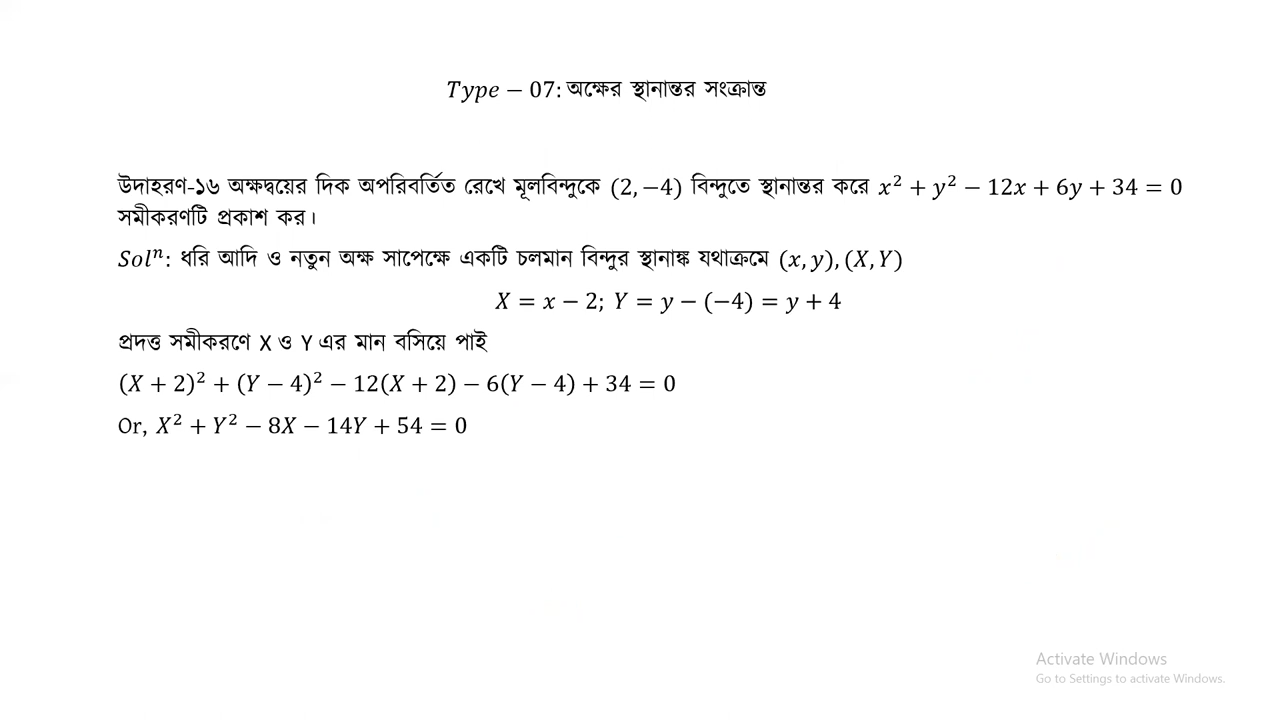 Type − 07: অক্ষের স্থানান্তর সংক্রান্ত
উদাহরণ-১৬ অক্ষদ্বয়ের দিক অপরিবর্তিত রেখে মূলবিন্দুকে (2, −4) বিন্দুতে স্থানান্তর করে x² + y² − 12x + 6y + 34 = 0
সমীকরণটি প্রকাশ কর।
Solⁿ: ধরি আদি ও নতুন অক্ষ সাপেক্ষে একটি চলমান বিন্দুর স্থানাঙ্ক যথাক্রমে (x, y), (X, Y)
X = x − 2; Y = y − (−4) = y + 4
প্রদত্ত সমীকরণে X ও Y এর মান বসিয়ে পাই
(X + 2)² + (Y − 4)² − 12(X + 2) − 6(Y − 4) + 34 = 0
Or, X² + Y² − 8X − 14Y + 54 = 0
Activate Windows
Go to Settings to activate Windows.